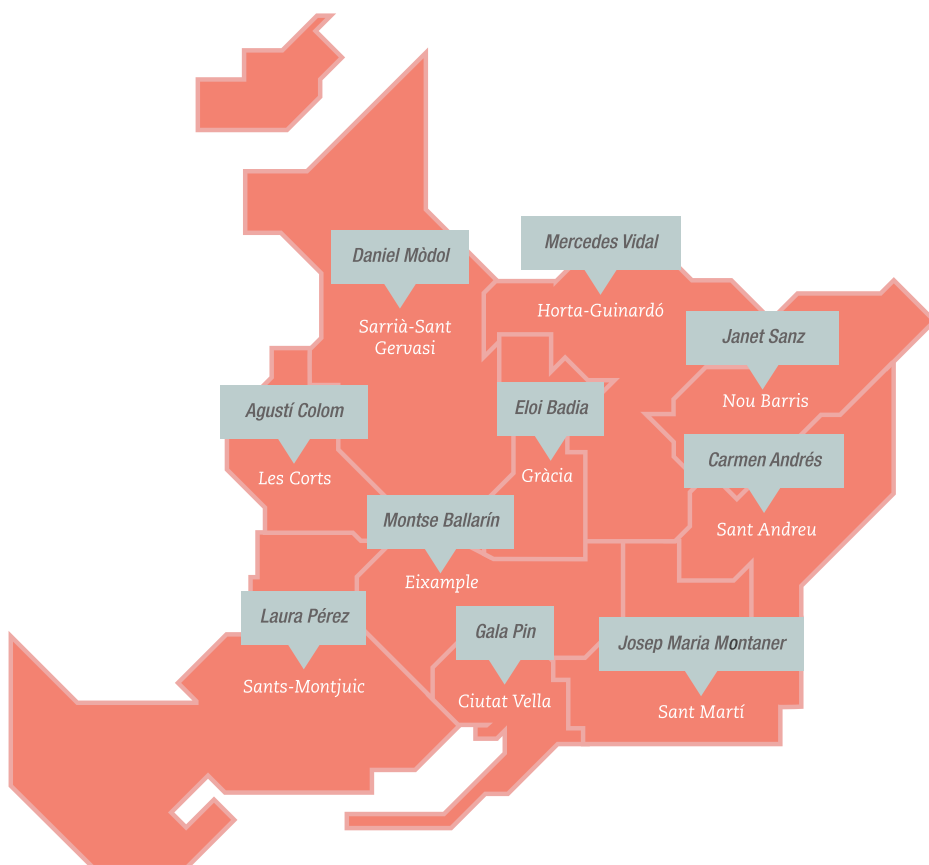 Mercedes Vidal
Horta-Guinardó
Daniel Mòdol
Sarrià-Sant
Gervasi
Janet Sanz
Nou Barris
Agustí Colom
Les Corts
Eloi Badia
Gràcia
Carmen Andrés
Sant Andreu
Montse Ballarín
Eixample
Laura Pérez
Sants-Montjuic
Gala Pin
Ciutat Vella
Josep Maria Montaner
Sant Martí